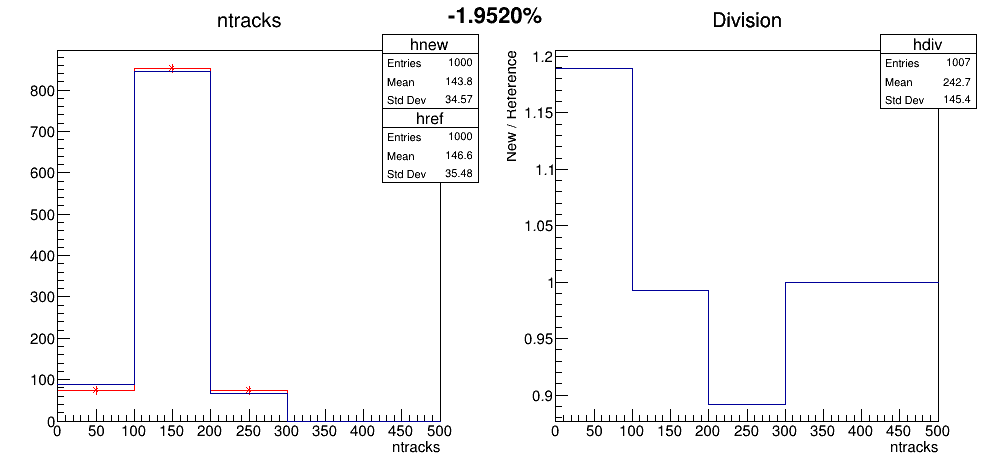 -1.9520%
ntracks
hnew
Entries 1000
Mean 143.8
Std Dev 34.57
href
Entries 1000
Mean 146.6
Std Dev 35.48
800
700
600
500
400
300
200
100
0
0 50 100 150 200 250 300 350 400 450 500
ntracks
Division
hdiv
Entries 1007
Mean 242.7
Std Dev 145.4
New / Reference
1.2
1.15
1.1
1.05
1
0.95
0.9
0 50 100 150 200 250 300 350 400 450 500
ntracks